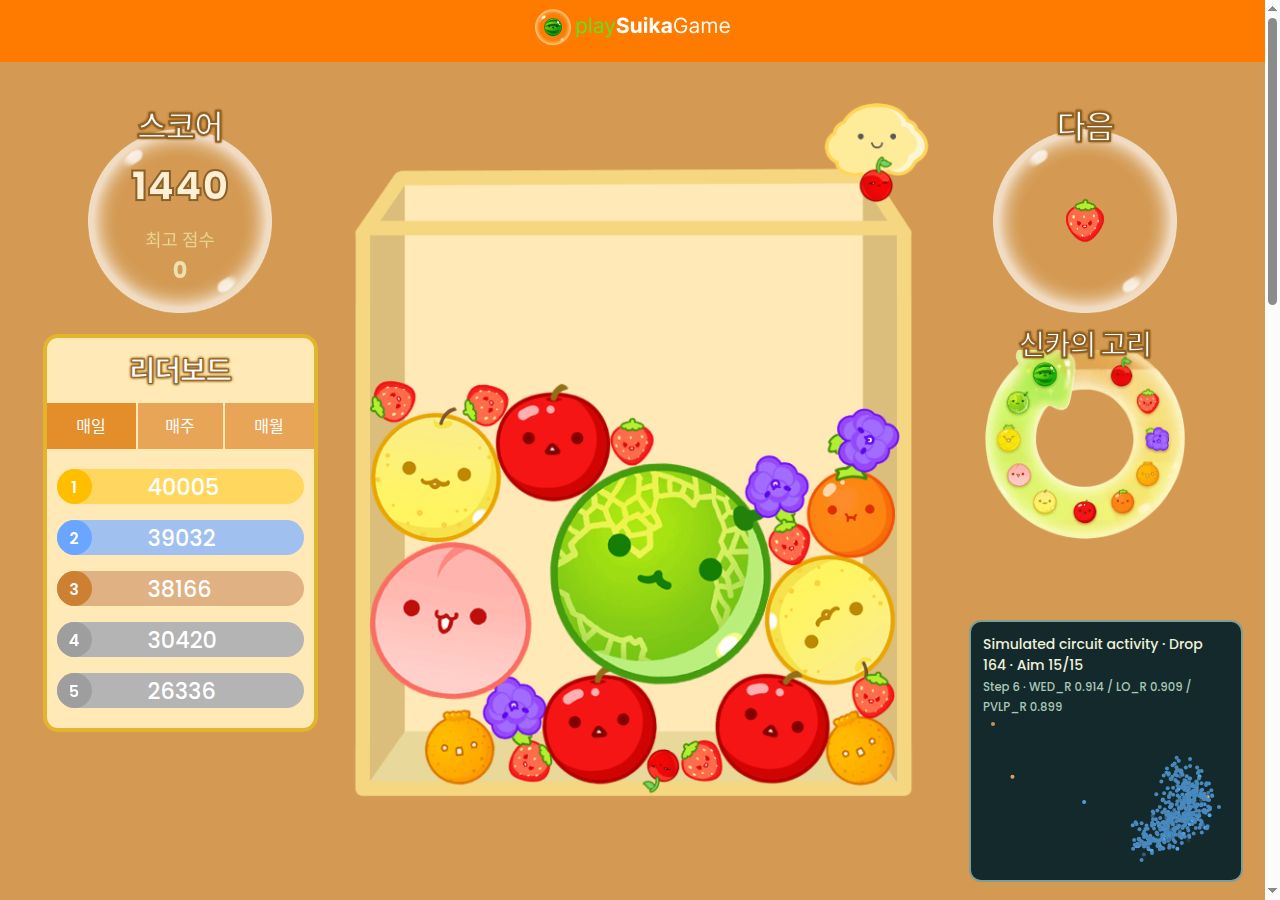 playSuikaGame
스코어
1440
최고 점수
0
리더보드
매일 매주 매월
1 40005
2 39032
3 38166
4 30420
5 26336
다음
신카의 고리
Simulated circuit activity · Drop
164 · Aim 15/15
Step 6 · WED_R 0.914 / LO_R 0.909 /
PVLP_R 0.899